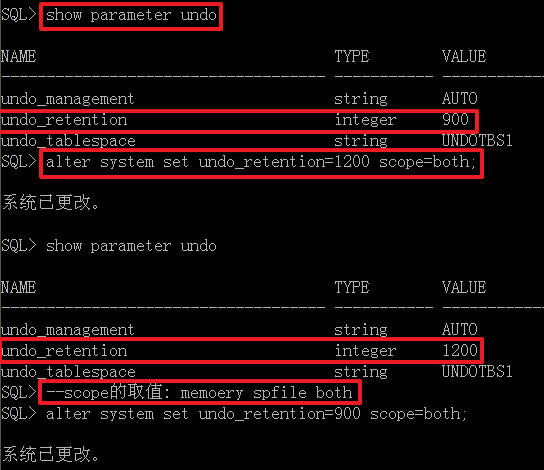 SQL> show parameter undo
NAME TYPE VALUE
------------------------------------ ----------- ------------------------------
undo_management string AUTO
undo_retention integer 900
undo_tablespace string UNDOTBS1
SQL> alter system set undo_retention=1200 scope=both;
系统已更改。
SQL> show parameter undo
NAME TYPE VALUE
------------------------------------ ----------- ------------------------------
undo_management string AUTO
undo_retention integer 1200
undo_tablespace string UNDOTBS1
SQL> --scope的取值: memoery spfile both
SQL> alter system set undo_retention=900 scope=both;
系统已更改。